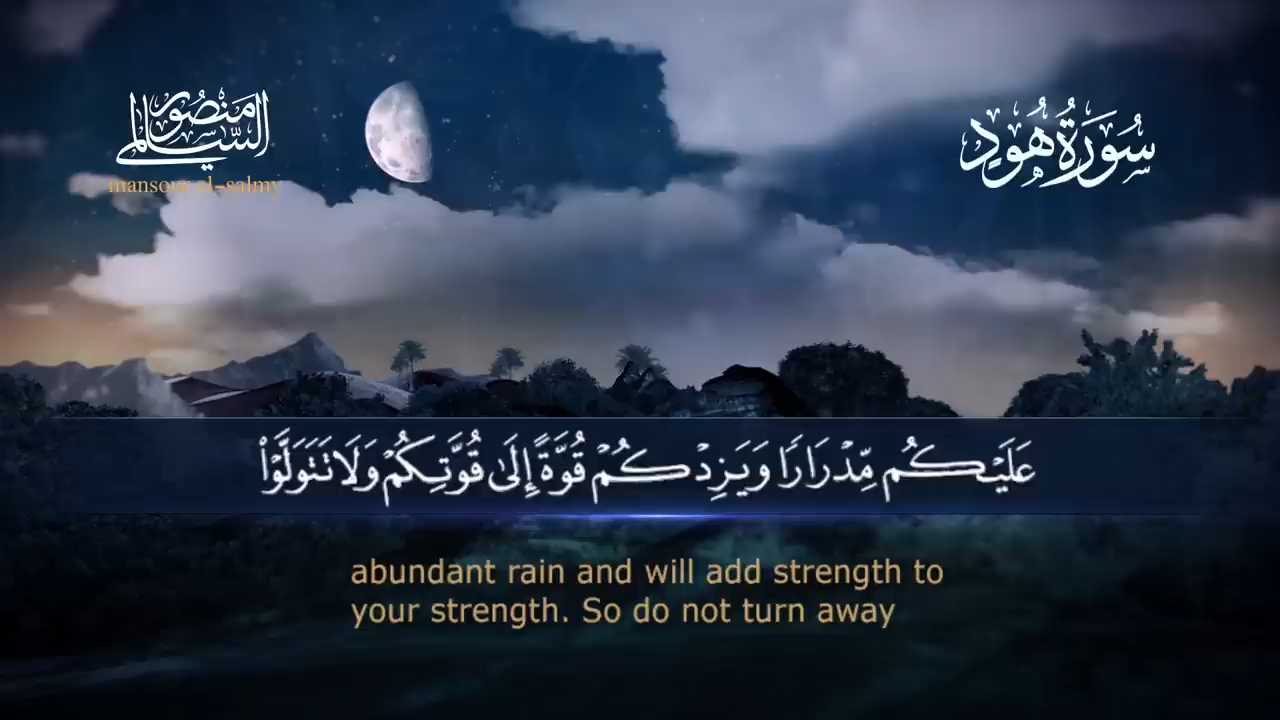 منصور السالمي
mansour al-salmy
سُورَةُ هُودٍ
عَلَيْكُم مِّدْرَارًا وَيَزِدْكُمْ قُوَّةً إِلَىٰ قُوَّتِكُمْ وَلَا تَتَوَلَّوْا۟
abundant rain and will add strength to
your strength. So do not turn away